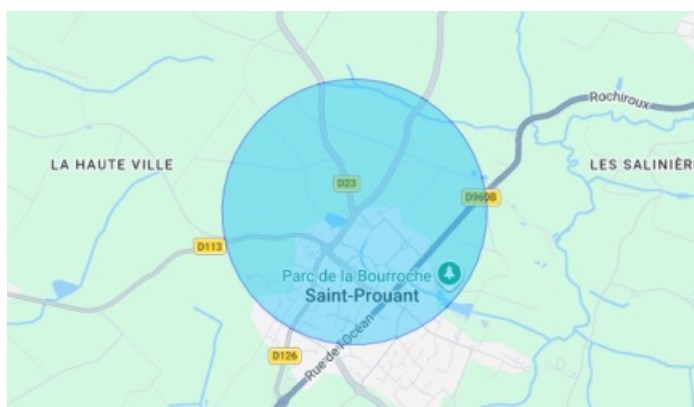 Rochiroux
LA HAUTE VILLE
LES SALINIÈR
D23
D960B
D113
Parc de la Bourroche
Saint-Prouant
D126
Rue de l'Océan